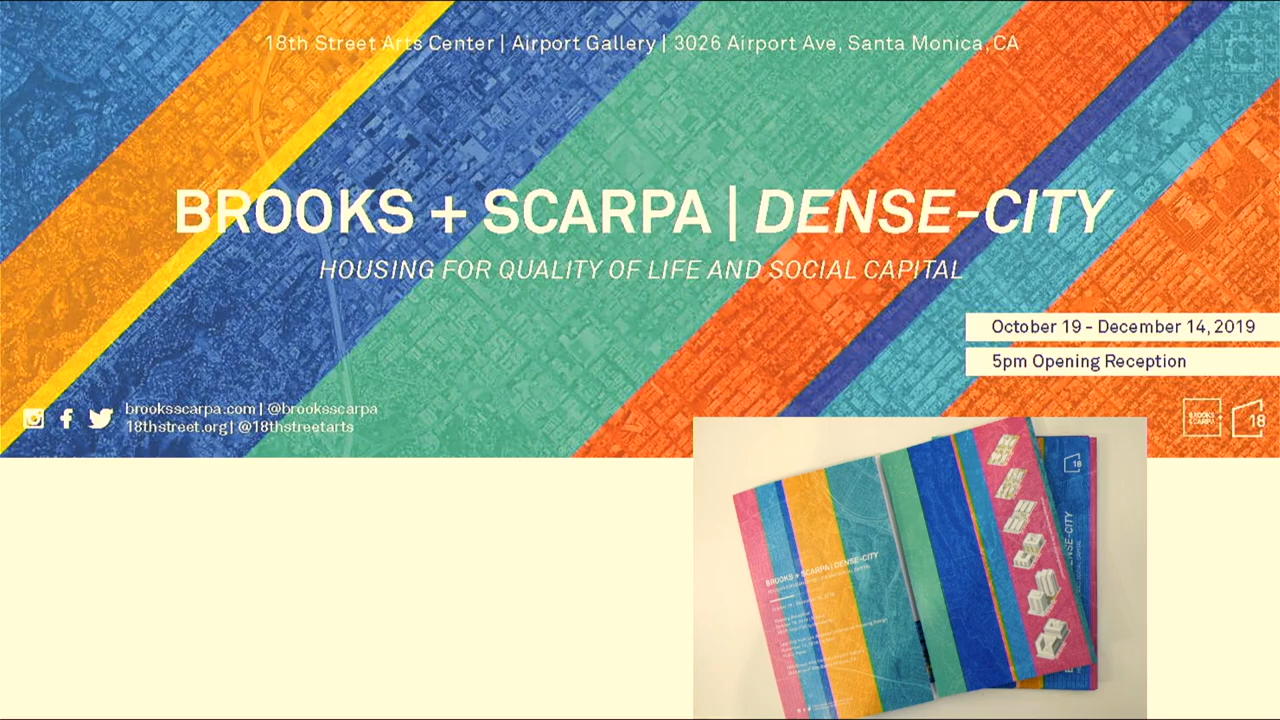 18th Street Arts Center | Airport Gallery | 3026 Airport Ave, Santa Monica, CA
BROOKS + SCARPA | DENSE-CITY
HOUSING FOR QUALITY OF LIFE AND SOCIAL CAPITAL
October 19 - December 14, 2019
5pm Opening Reception
brooksscarpa.com | @brooksscarpa
18thstreet.org | @18thstreetarts
BROOKS + SCARPA
18
18
BROOKS + SCARPA | DENSE-CITY